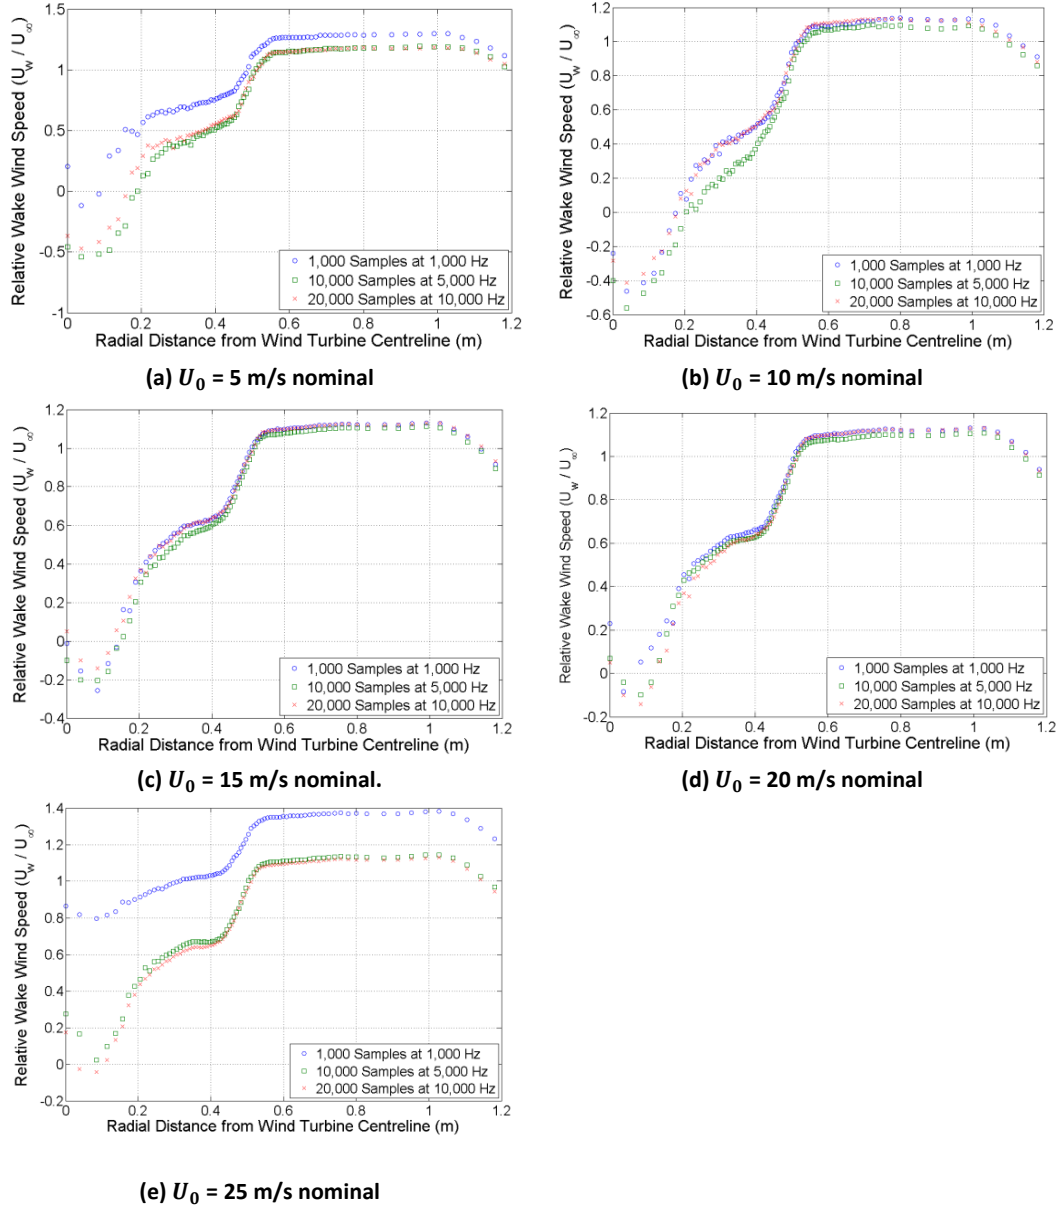 Relative Wake Wind Speed (U_w / U_∞)
1.5
1
0.5
0
-0.5
-1
0 0.2 0.4 0.6 0.8 1 1.2
1,000 Samples at 1,000 Hz
10,000 Samples at 5,000 Hz
20,000 Samples at 10,000 Hz
Radial Distance from Wind Turbine Centreline (m)
(a) U₀ = 5 m/s nominal
Relative Wake Wind Speed (U_w / U_∞)
1.2
1
0.8
0.6
0.4
0.2
0
-0.2
-0.4
-0.6
0 0.2 0.4 0.6 0.8 1 1.2
1,000 Samples at 1,000 Hz
10,000 Samples at 5,000 Hz
20,000 Samples at 10,000 Hz
Radial Distance from Wind Turbine Centreline (m)
(b) U₀ = 10 m/s nominal
Relative Wake Wind Speed (U_w / U_∞)
1.2
1
0.8
0.6
0.4
0.2
0
-0.2
-0.4
0 0.2 0.4 0.6 0.8 1 1.2
1,000 Samples at 1,000 Hz
10,000 Samples at 5,000 Hz
20,000 Samples at 10,000 Hz
Radial Distance from Wind Turbine Centreline (m)
(c) U₀ = 15 m/s nominal.
Relative Wake Wind Speed (U_w / U_∞)
1.2
1
0.8
0.6
0.4
0.2
0
-0.2
0 0.2 0.4 0.6 0.8 1 1.2
1,000 Samples at 1,000 Hz
10,000 Samples at 5,000 Hz
20,000 Samples at 10,000 Hz
Radial Distance from Wind Turbine Centreline (m)
(d) U₀ = 20 m/s nominal
Relative Wake Wind Speed (U_w / U_∞)
1.4
1.2
1
0.8
0.6
0.4
0.2
0
-0.2
0 0.2 0.4 0.6 0.8 1 1.2
1,000 Samples at 1,000 Hz
10,000 Samples at 5,000 Hz
20,000 Samples at 10,000 Hz
Radial Distance from Wind Turbine Centreline (m)
(e) U₀ = 25 m/s nominal